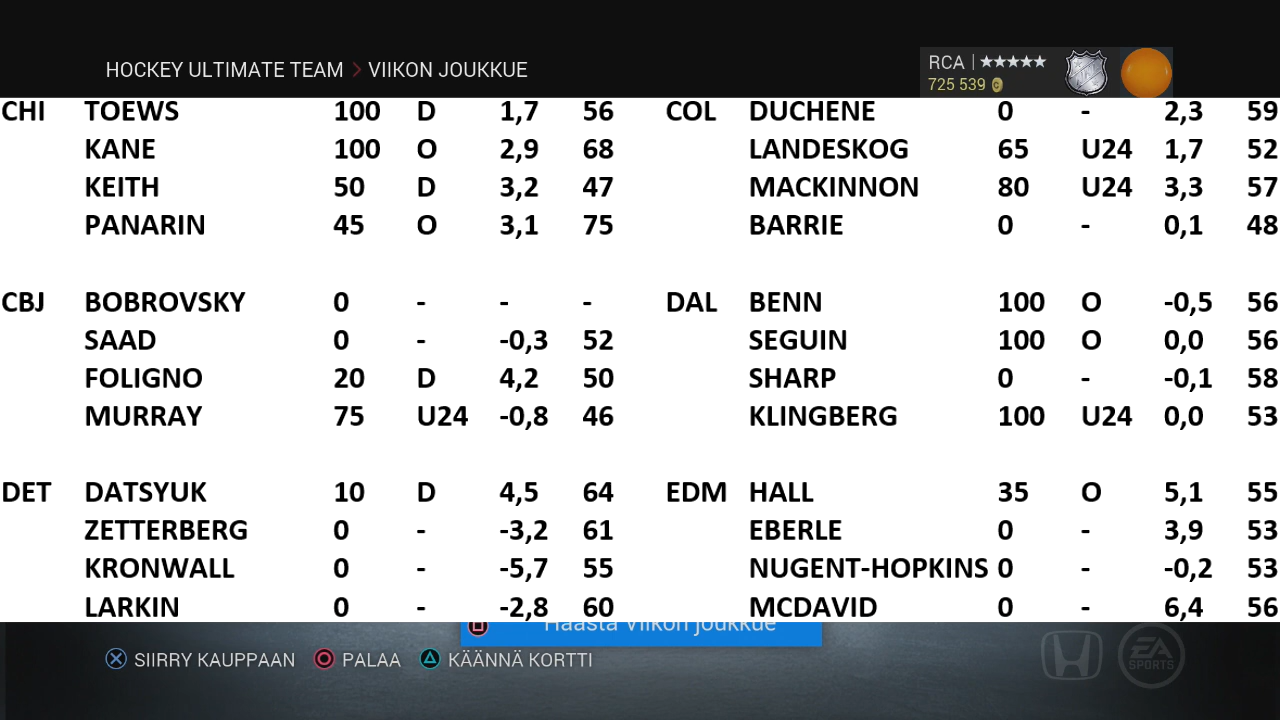 HOCKEY ULTIMATE TEAM > VIIKON JOUKKUE
RCA | ★★★★★
725 539
CHI TOEWS 100 D 1,7 56 COL DUCHENE 0 - 2,3 59
KANE 100 O 2,9 68 LANDESKOG 65 U24 1,7 52
KEITH 50 D 3,2 47 MACKINNON 80 U24 3,3 57
PANARIN 45 O 3,1 75 BARRIE 0 - 0,1 48
CBJ BOBROVSKY 0 - - - DAL BENN 100 O -0,5 56
SAAD 0 - -0,3 52 SEGUIN 100 O 0,0 56
FOLIGNO 20 D 4,2 50 SHARP 0 - -0,1 58
MURRAY 75 U24 -0,8 46 KLINGBERG 100 U24 0,0 53
DET DATSYUK 10 D 4,5 64 EDM HALL 35 O 5,1 55
ZETTERBERG 0 - -3,2 61 EBERLE 0 - 3,9 53
KRONWALL 0 - -5,7 55 NUGENT-HOPKINS 0 - -0,2 53
LARKIN 0 - -2,8 60 MCDAVID 0 - 6,4 56
Haasta Viikon joukkue
SIIRRY KAUPPAAN PALAA KÄÄNNÄ KORTTI
EA SPORTS